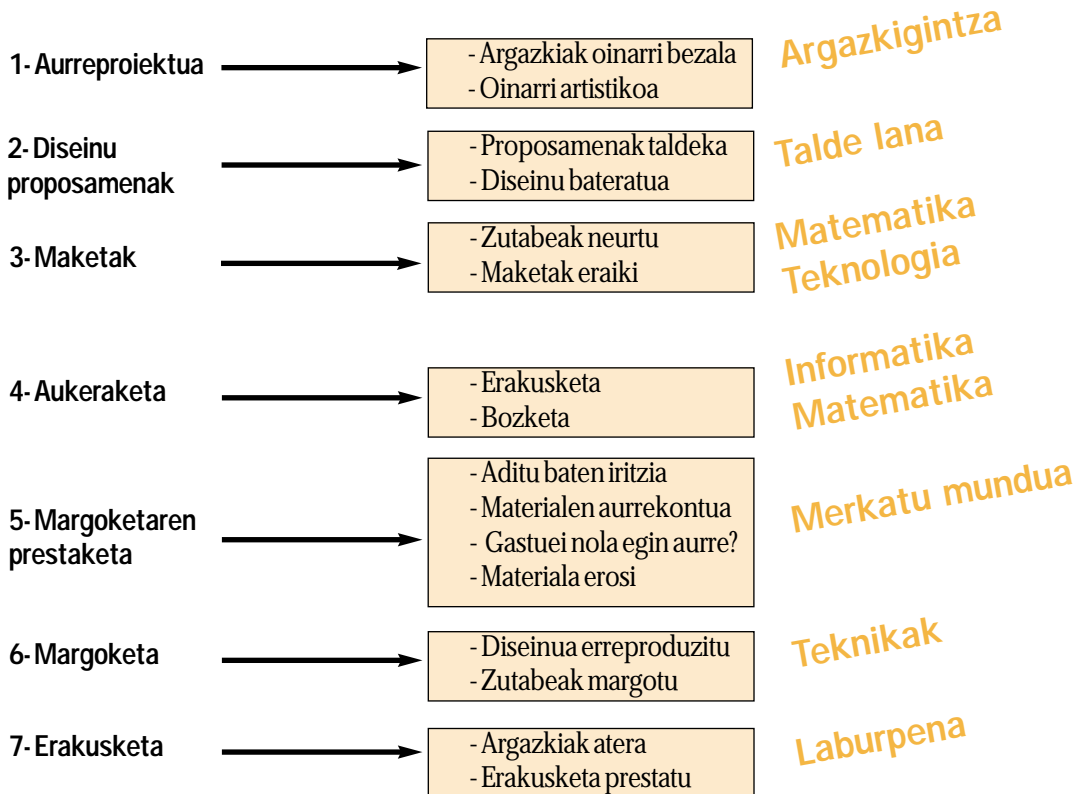 1- Aurreproiektua
- Argazkiak oinarri bezala
- Oinarri artistikoa
Argazkigintza
2- Diseinu
proposamenak
- Proposamenak taldeka
- Diseinu bateratua
Talde lana
3- Maketak
- Zutabeak neurtu
- Maketak eraiki
Matematika
Teknologia
4- Aukeraketa
- Erakusketa
- Bozketa
Informatika
Matematika
5- Margoketaren
prestaketa
- Aditu baten iritzia
- Materialen aurrekontua
- Gastuei nola egin aurre?
- Materiala erosi
Merkatu mundua
6- Margoketa
- Diseinua erreproduzitu
- Zutabeak margotu
Teknikak
7- Erakusketa
- Argazkiak atera
- Erakusketa prestatu
Laburpena